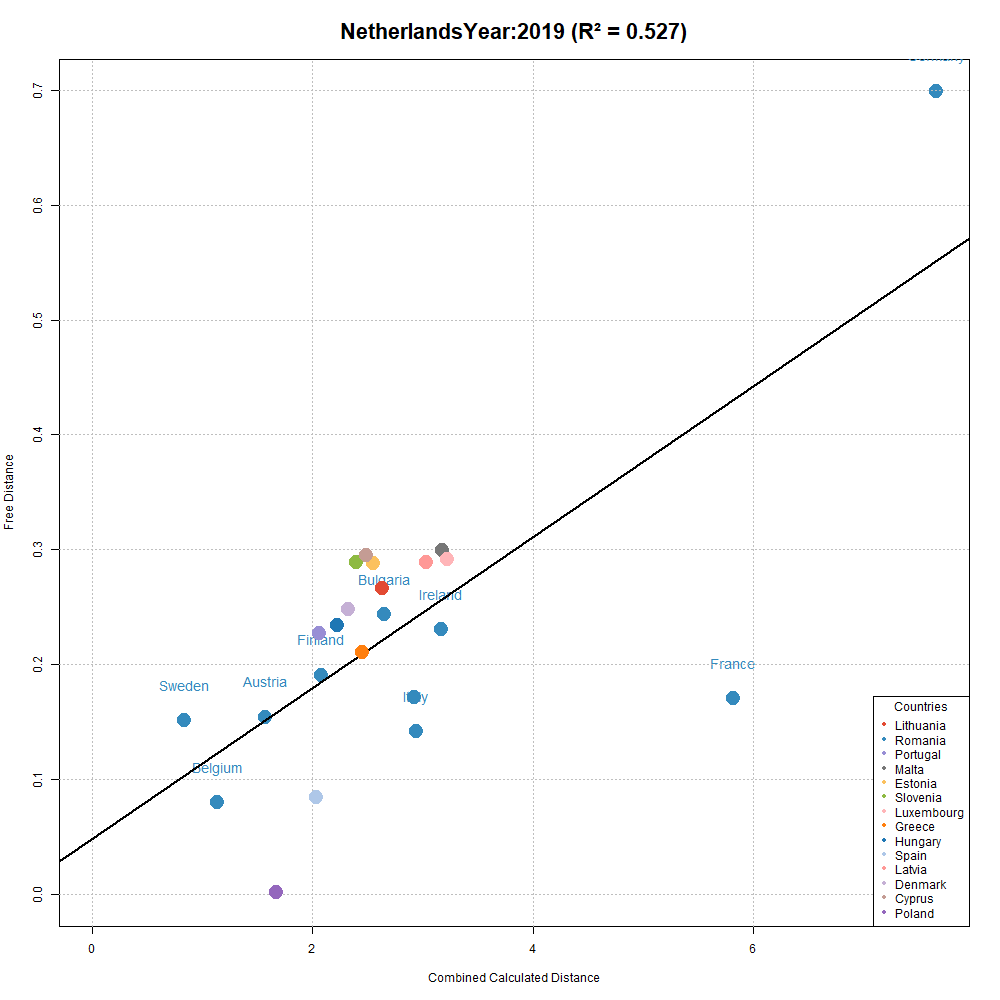 NetherlandsYear:2019 (R² = 0.527)
0.7
0.6
0.5
0.4
0.3
0.2
0.1
0.0
Free Distance
Bulgaria
Ireland
Finland
France
Sweden
Austria
Italy
Belgium
Countries
Lithuania
Romania
Portugal
Malta
Estonia
Slovenia
Luxembourg
Greece
Hungary
Spain
Latvia
Denmark
Cyprus
Poland
0 2 4 6
Combined Calculated Distance